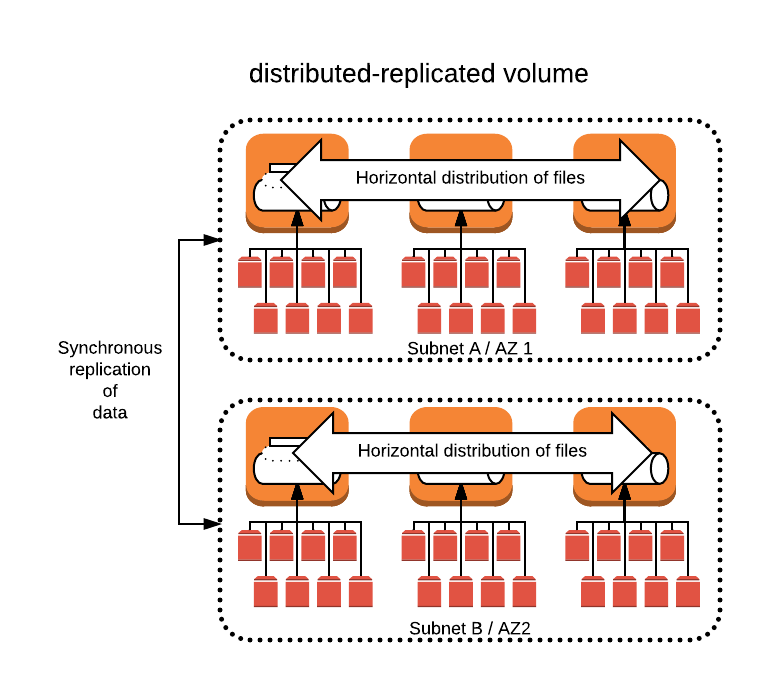 distributed-replicated volume
Horizontal distribution of files
Subnet A / AZ 1
Synchronous
replication
of
data
Horizontal distribution of files
Subnet B / AZ2